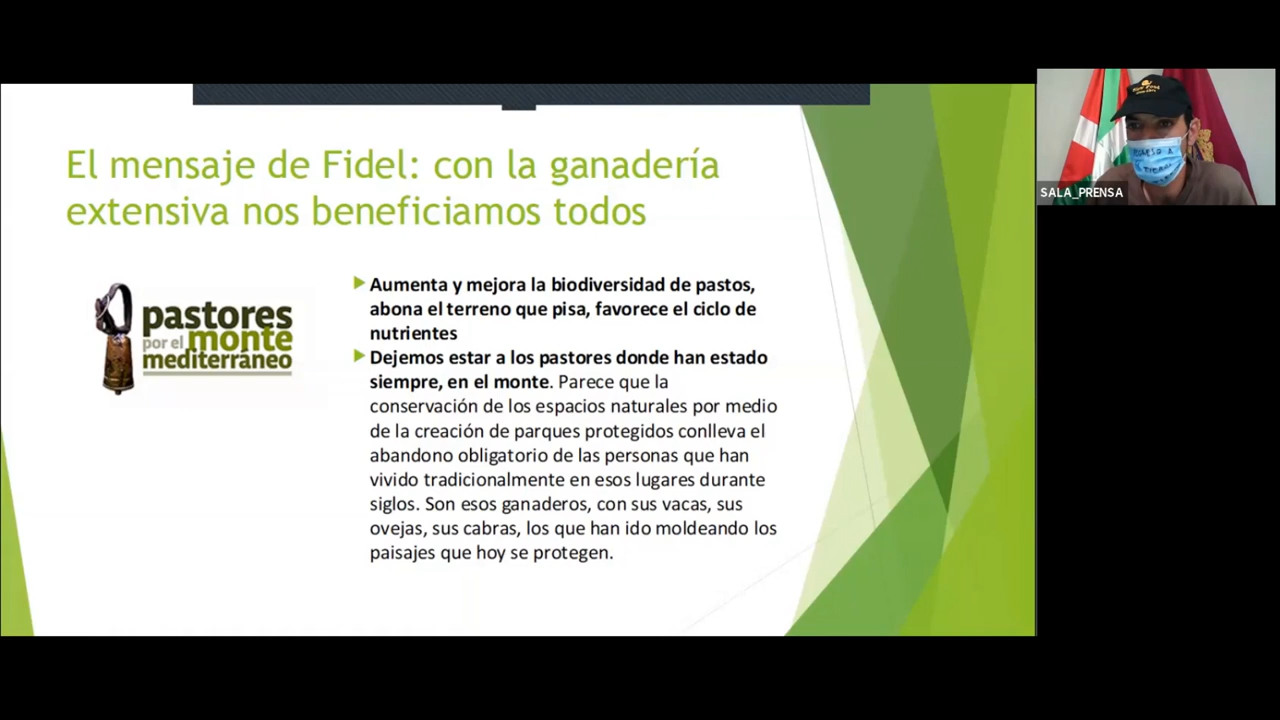 El mensaje de Fidel: con la ganadería
extensiva nos beneficiamos todos
pastores
por el monte
mediterráneo
Aumenta y mejora la biodiversidad de pastos,
abona el terreno que pisa, favorece el ciclo de
nutrientes
Dejemos estar a los pastores donde han estado
siempre, en el monte. Parece que la
conservación de los espacios naturales por medio
de la creación de parques protegidos conlleva el
abandono obligatorio de las personas que han
vivido tradicionalmente en esos lugares durante
siglos. Son esos ganaderos, con sus vacas, sus
ovejas, sus cabras, los que han ido moldeando los
paisajes que hoy se protegen.
SALA_PRENSA